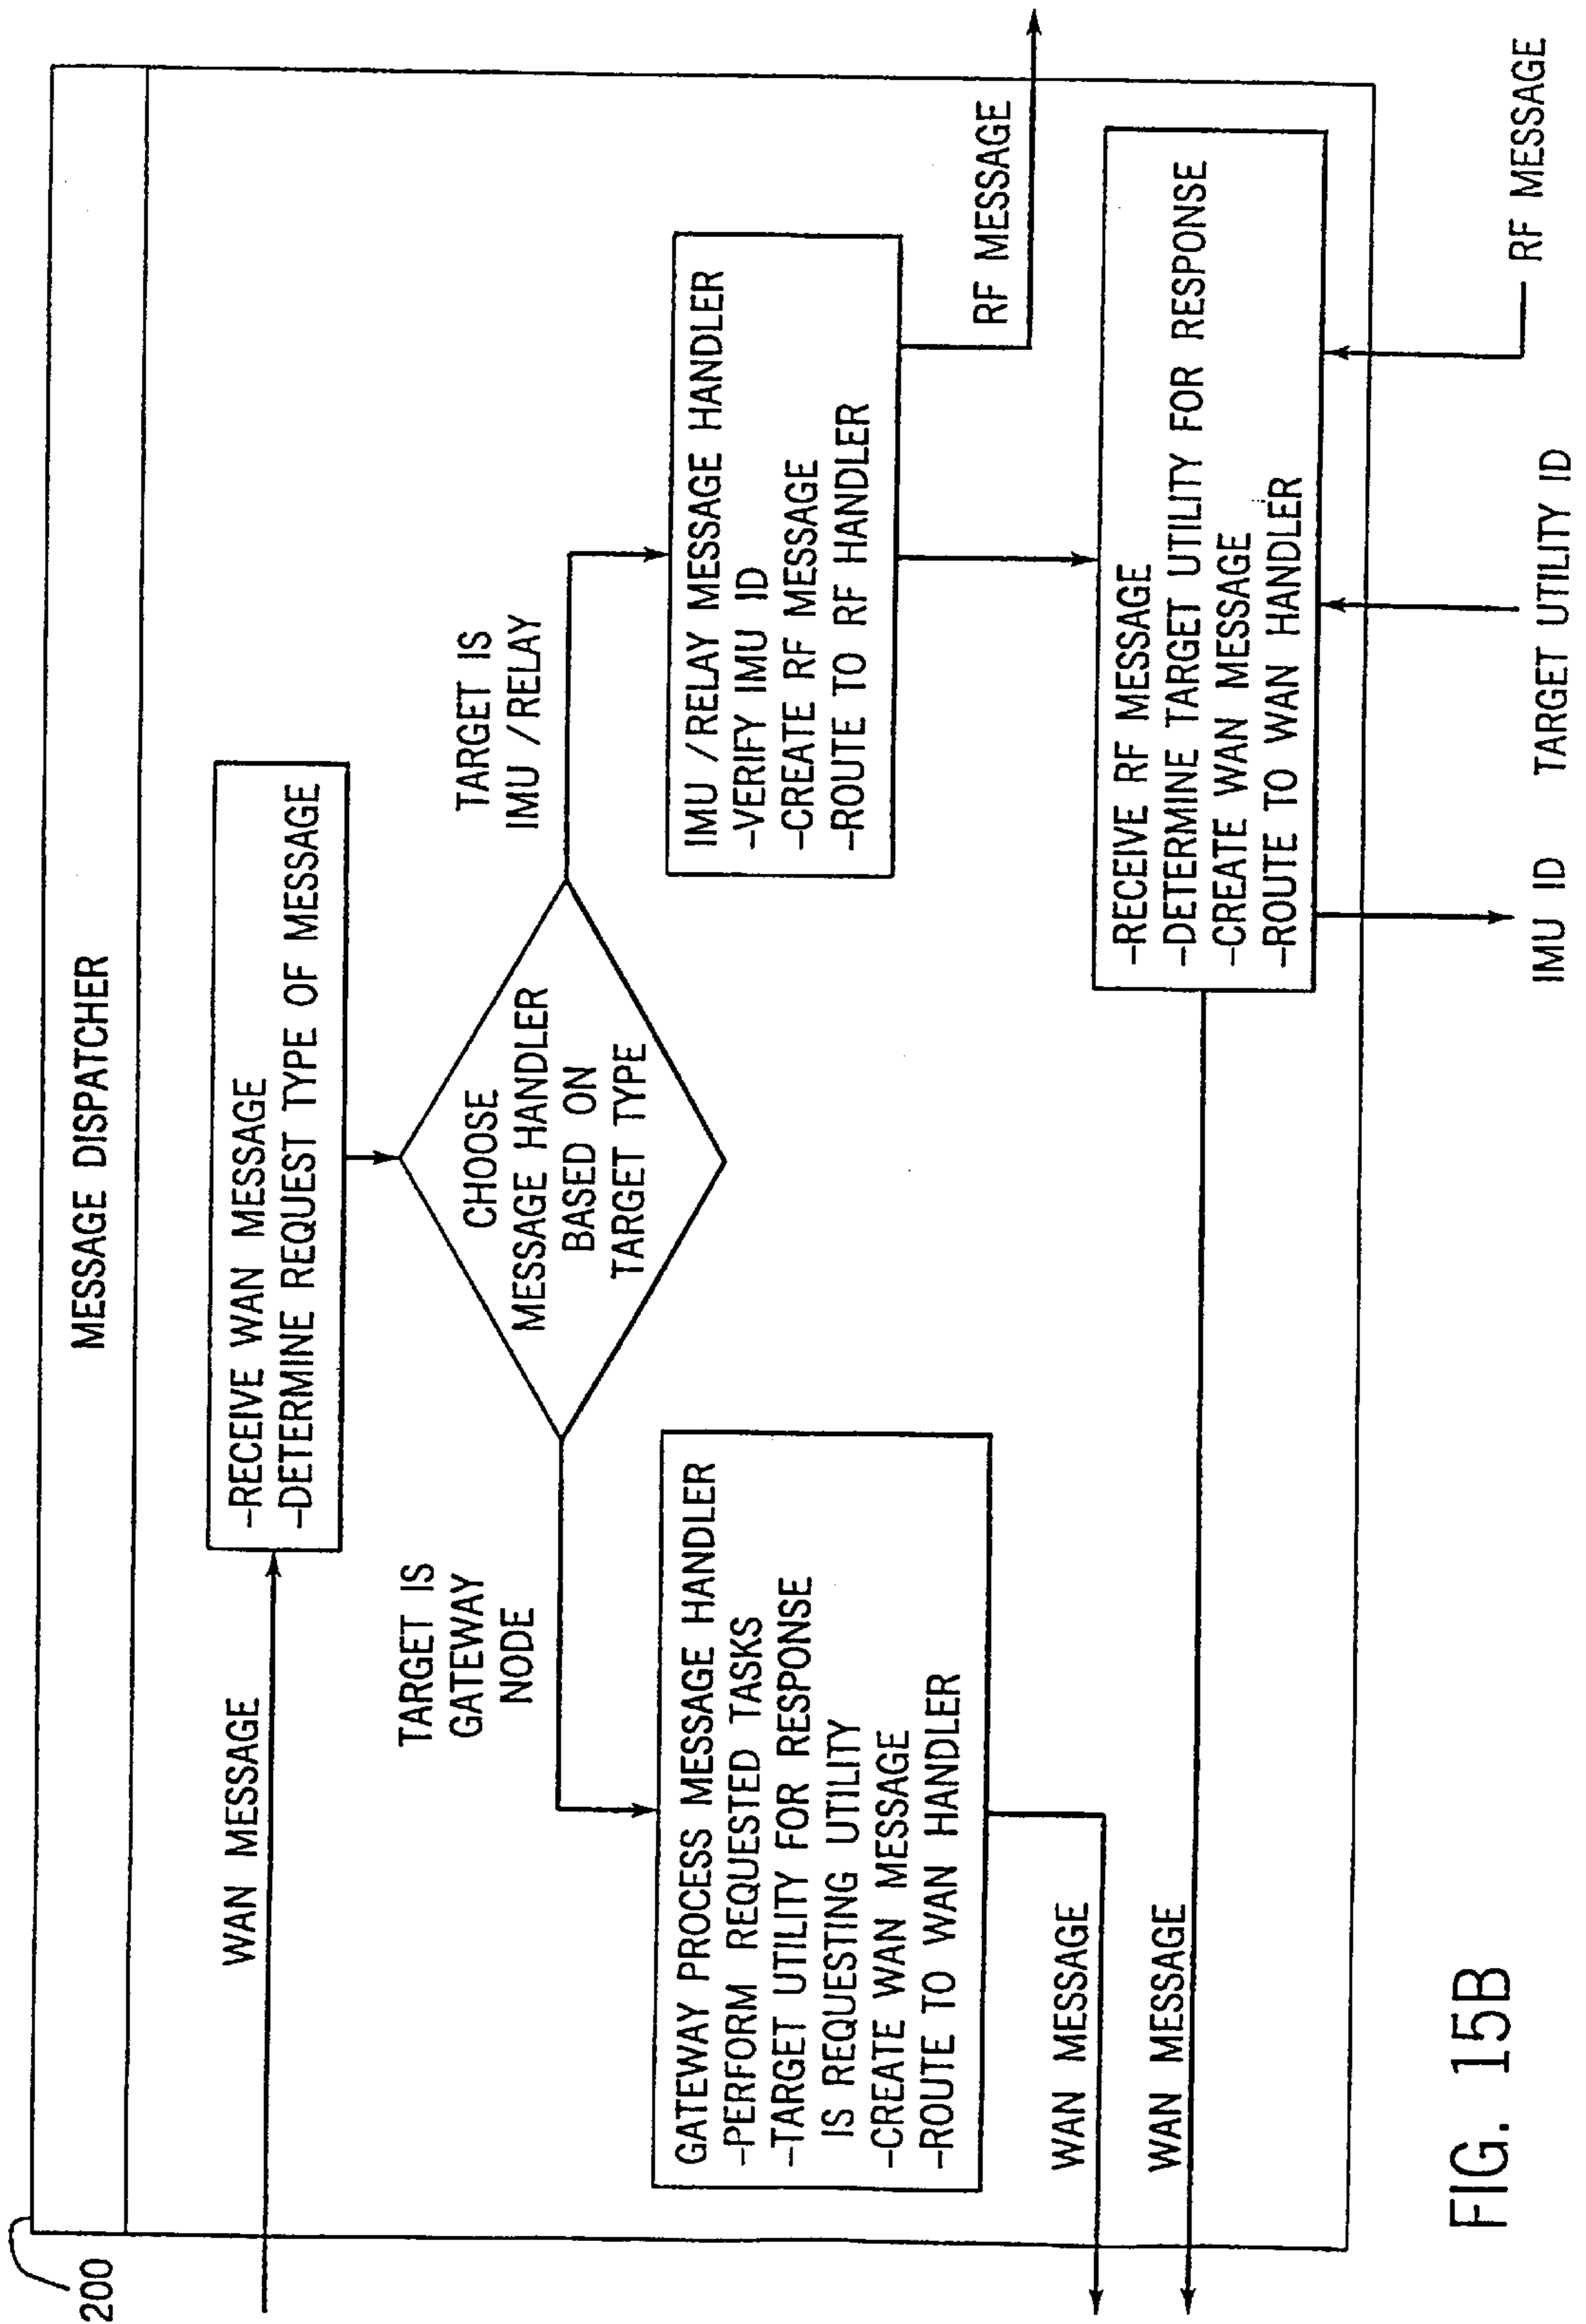 200
MESSAGE DISPATCHER
WAN MESSAGE
-RECEIVE WAN MESSAGE
-DETERMINE REQUEST TYPE OF MESSAGE
TARGET IS
GATEWAY
NODE
CHOOSE
MESSAGE HANDLER
BASED ON
TARGET TYPE
TARGET IS
IMU /RELAY
GATEWAY PROCESS MESSAGE HANDLER
-PERFORM REQUESTED TASKS
-TARGET UTILITY FOR RESPONSE
IS REQUESTING UTILITY
-CREATE WAN MESSAGE
-ROUTE TO WAN HANDLER
IMU /RELAY MESSAGE HANDLER
-VERIFY IMU ID
-CREATE RF MESSAGE
-ROUTE TO RF HANDLER
RF MESSAGE
WAN MESSAGE
WAN MESSAGE
-RECEIVE RF MESSAGE
-DETERMINE TARGET UTILITY FOR RESPONSE
-CREATE WAN MESSAGE
-ROUTE TO WAN HANDLER
IMU ID
TARGET UTILITY ID
RF MESSAGE
FIG. 15B